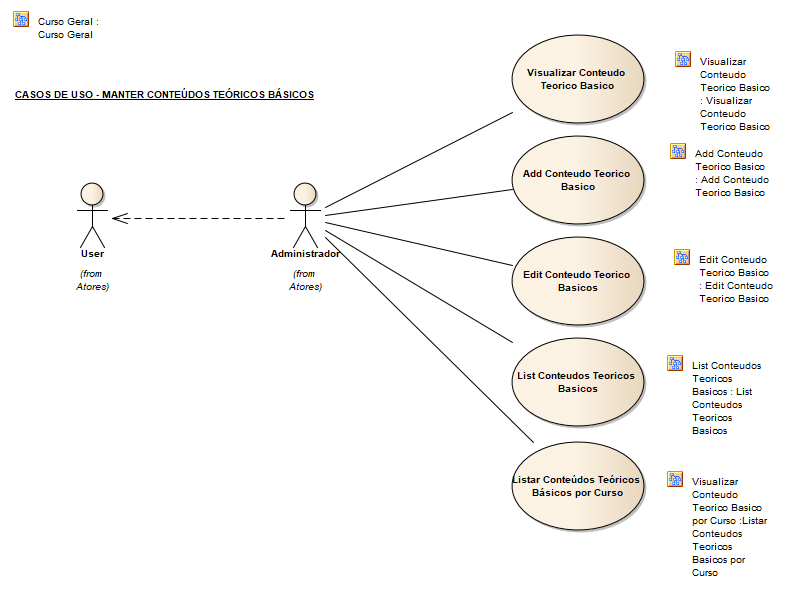 Curso Geral :
Curso Geral
CASOS DE USO - MANTER CONTEÚDOS TEÓRICOS BÁSICOS
Visualizar Conteudo
Teorico Basico
Visualizar
Conteudo
Teorico Basico
: Visualizar
Conteudo
Teorico Basico
Add Conteudo Teorico
Basico
Add Conteudo
Teorico Basico
: Add Conteudo
Teorico Basico
User
(from
Atores)
Administrador
(from
Atores)
Edit Conteudo Teorico
Basicos
Edit Conteudo
Teorico Basico
: Edit Conteudo
Teorico Basico
List Conteudos Teoricos
Basicos
List Conteudos
Teoricos
Basicos : List
Conteudos
Teoricos
Basicos
Listar Conteúdos Teóricos
Básicos por Curso
Visualizar
Conteudo
Teorico Basico
por Curso :Listar
Conteudos
Teoricos
Basicos por
Curso